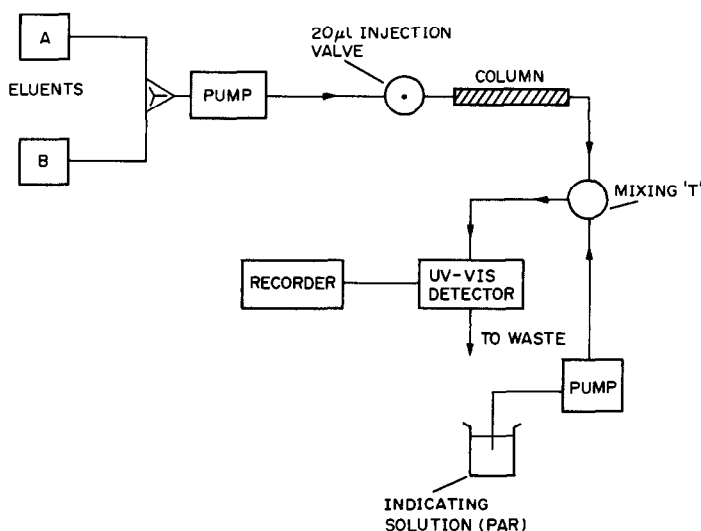 A
ELUENTS
B
PUMP
20μl INJECTION
VALVE
COLUMN
MIXING 'T'
RECORDER
UV-VIS
DETECTOR
TO WASTE
PUMP
INDICATING
SOLUTION (PAR)